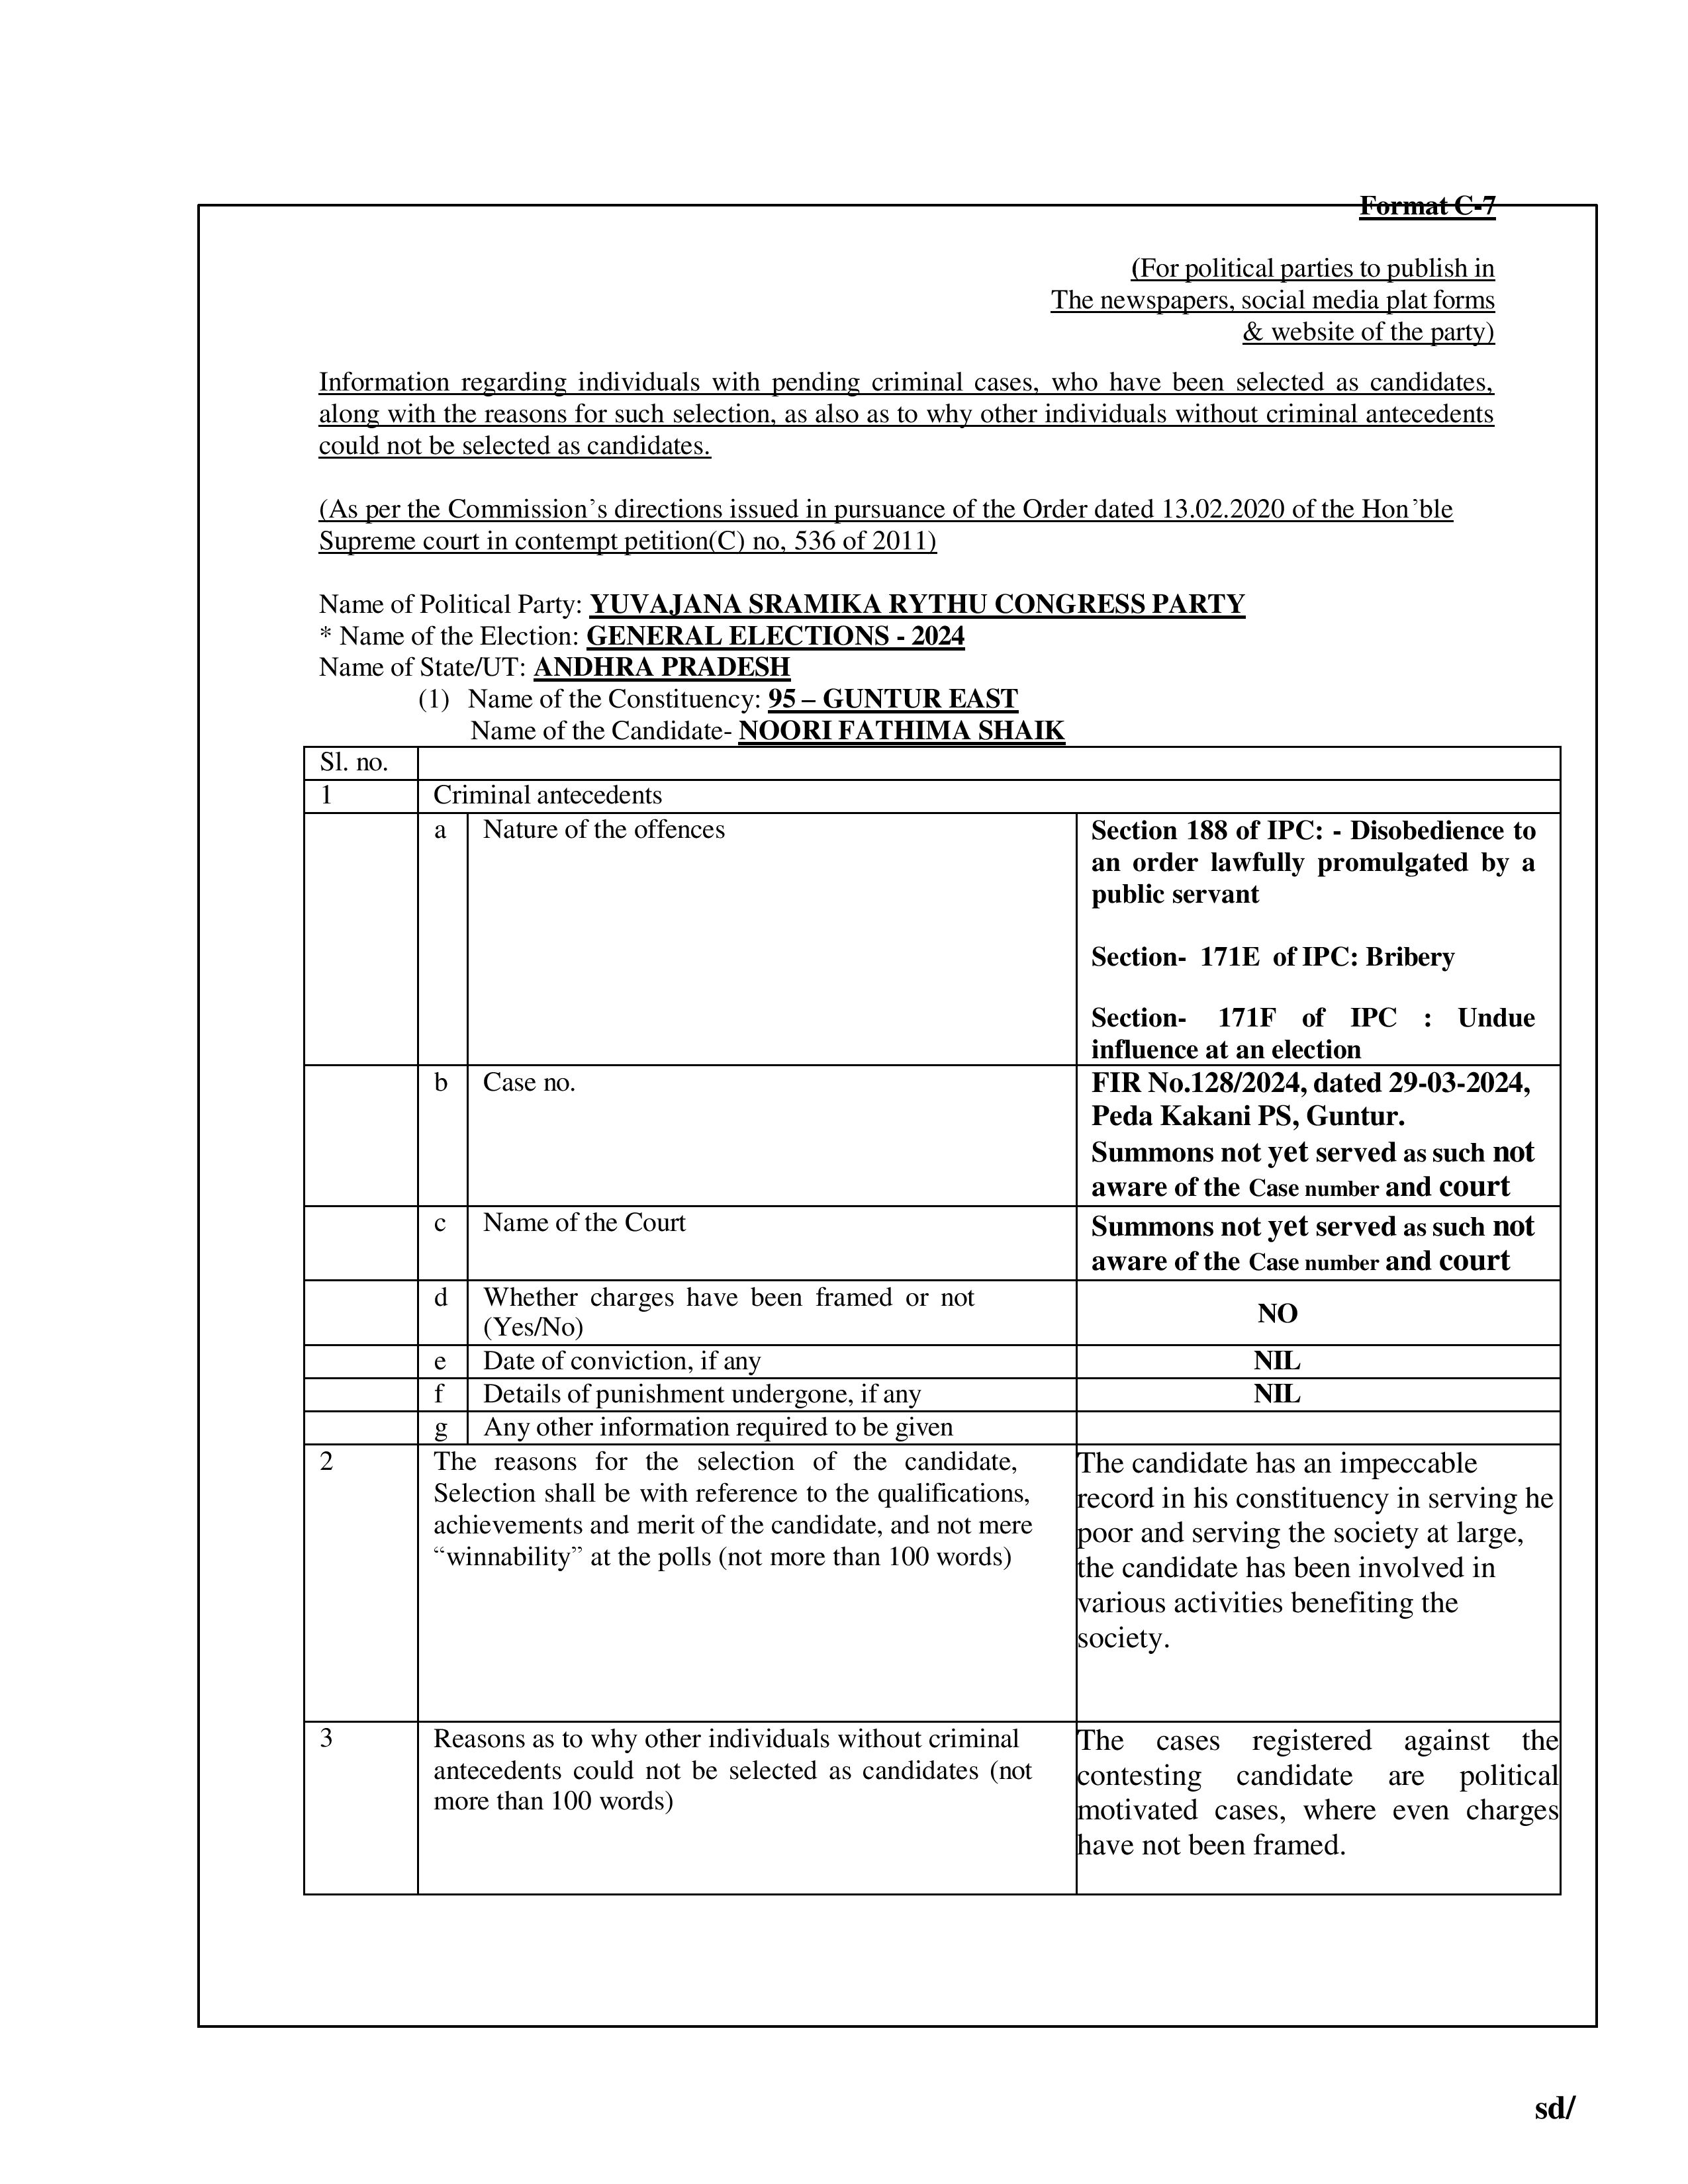 Format C-7
(For political parties to publish in
The newspapers, social media plat forms
& website of the party)
Information regarding individuals with pending criminal cases, who have been selected as candidates,
along with the reasons for such selection, as also as to why other individuals without criminal antecedents
could not be selected as candidates.
(As per the Commission’s directions issued in pursuance of the Order dated 13.02.2020 of the Hon’ble
Supreme court in contempt petition(C) no, 536 of 2011)
Name of Political Party: YUVAJANA SRAMIKA RYTHU CONGRESS PARTY
* Name of the Election: GENERAL ELECTIONS - 2024
Name of State/UT: ANDHRA PRADESH
(1) Name of the Constituency: 95 – GUNTUR EAST
Name of the Candidate- NOORI FATHIMA SHAIK
Sl. no.
1 Criminal antecedents
a Nature of the offences
Section 188 of IPC: - Disobedience to
an order lawfully promulgated by a
public servant
Section- 171E of IPC: Bribery
Section- 171F of IPC : Undue
influence at an election
b Case no.
FIR No.128/2024, dated 29-03-2024,
Peda Kakani PS, Guntur.
Summons not yet served as such not
aware of the Case number and court
c Name of the Court
Summons not yet served as such not
aware of the Case number and court
d Whether charges have been framed or not
(Yes/No)
NO
e Date of conviction, if any NIL
f Details of punishment undergone, if any NIL
g Any other information required to be given
2 The reasons for the selection of the candidate,
Selection shall be with reference to the qualifications,
achievements and merit of the candidate, and not mere
“winnability” at the polls (not more than 100 words)
The candidate has an impeccable
record in his constituency in serving he
poor and serving the society at large,
the candidate has been involved in
various activities benefiting the
society.
3 Reasons as to why other individuals without criminal
antecedents could not be selected as candidates (not
more than 100 words)
The cases registered against the
contesting candidate are political
motivated cases, where even charges
have not been framed.
sd/